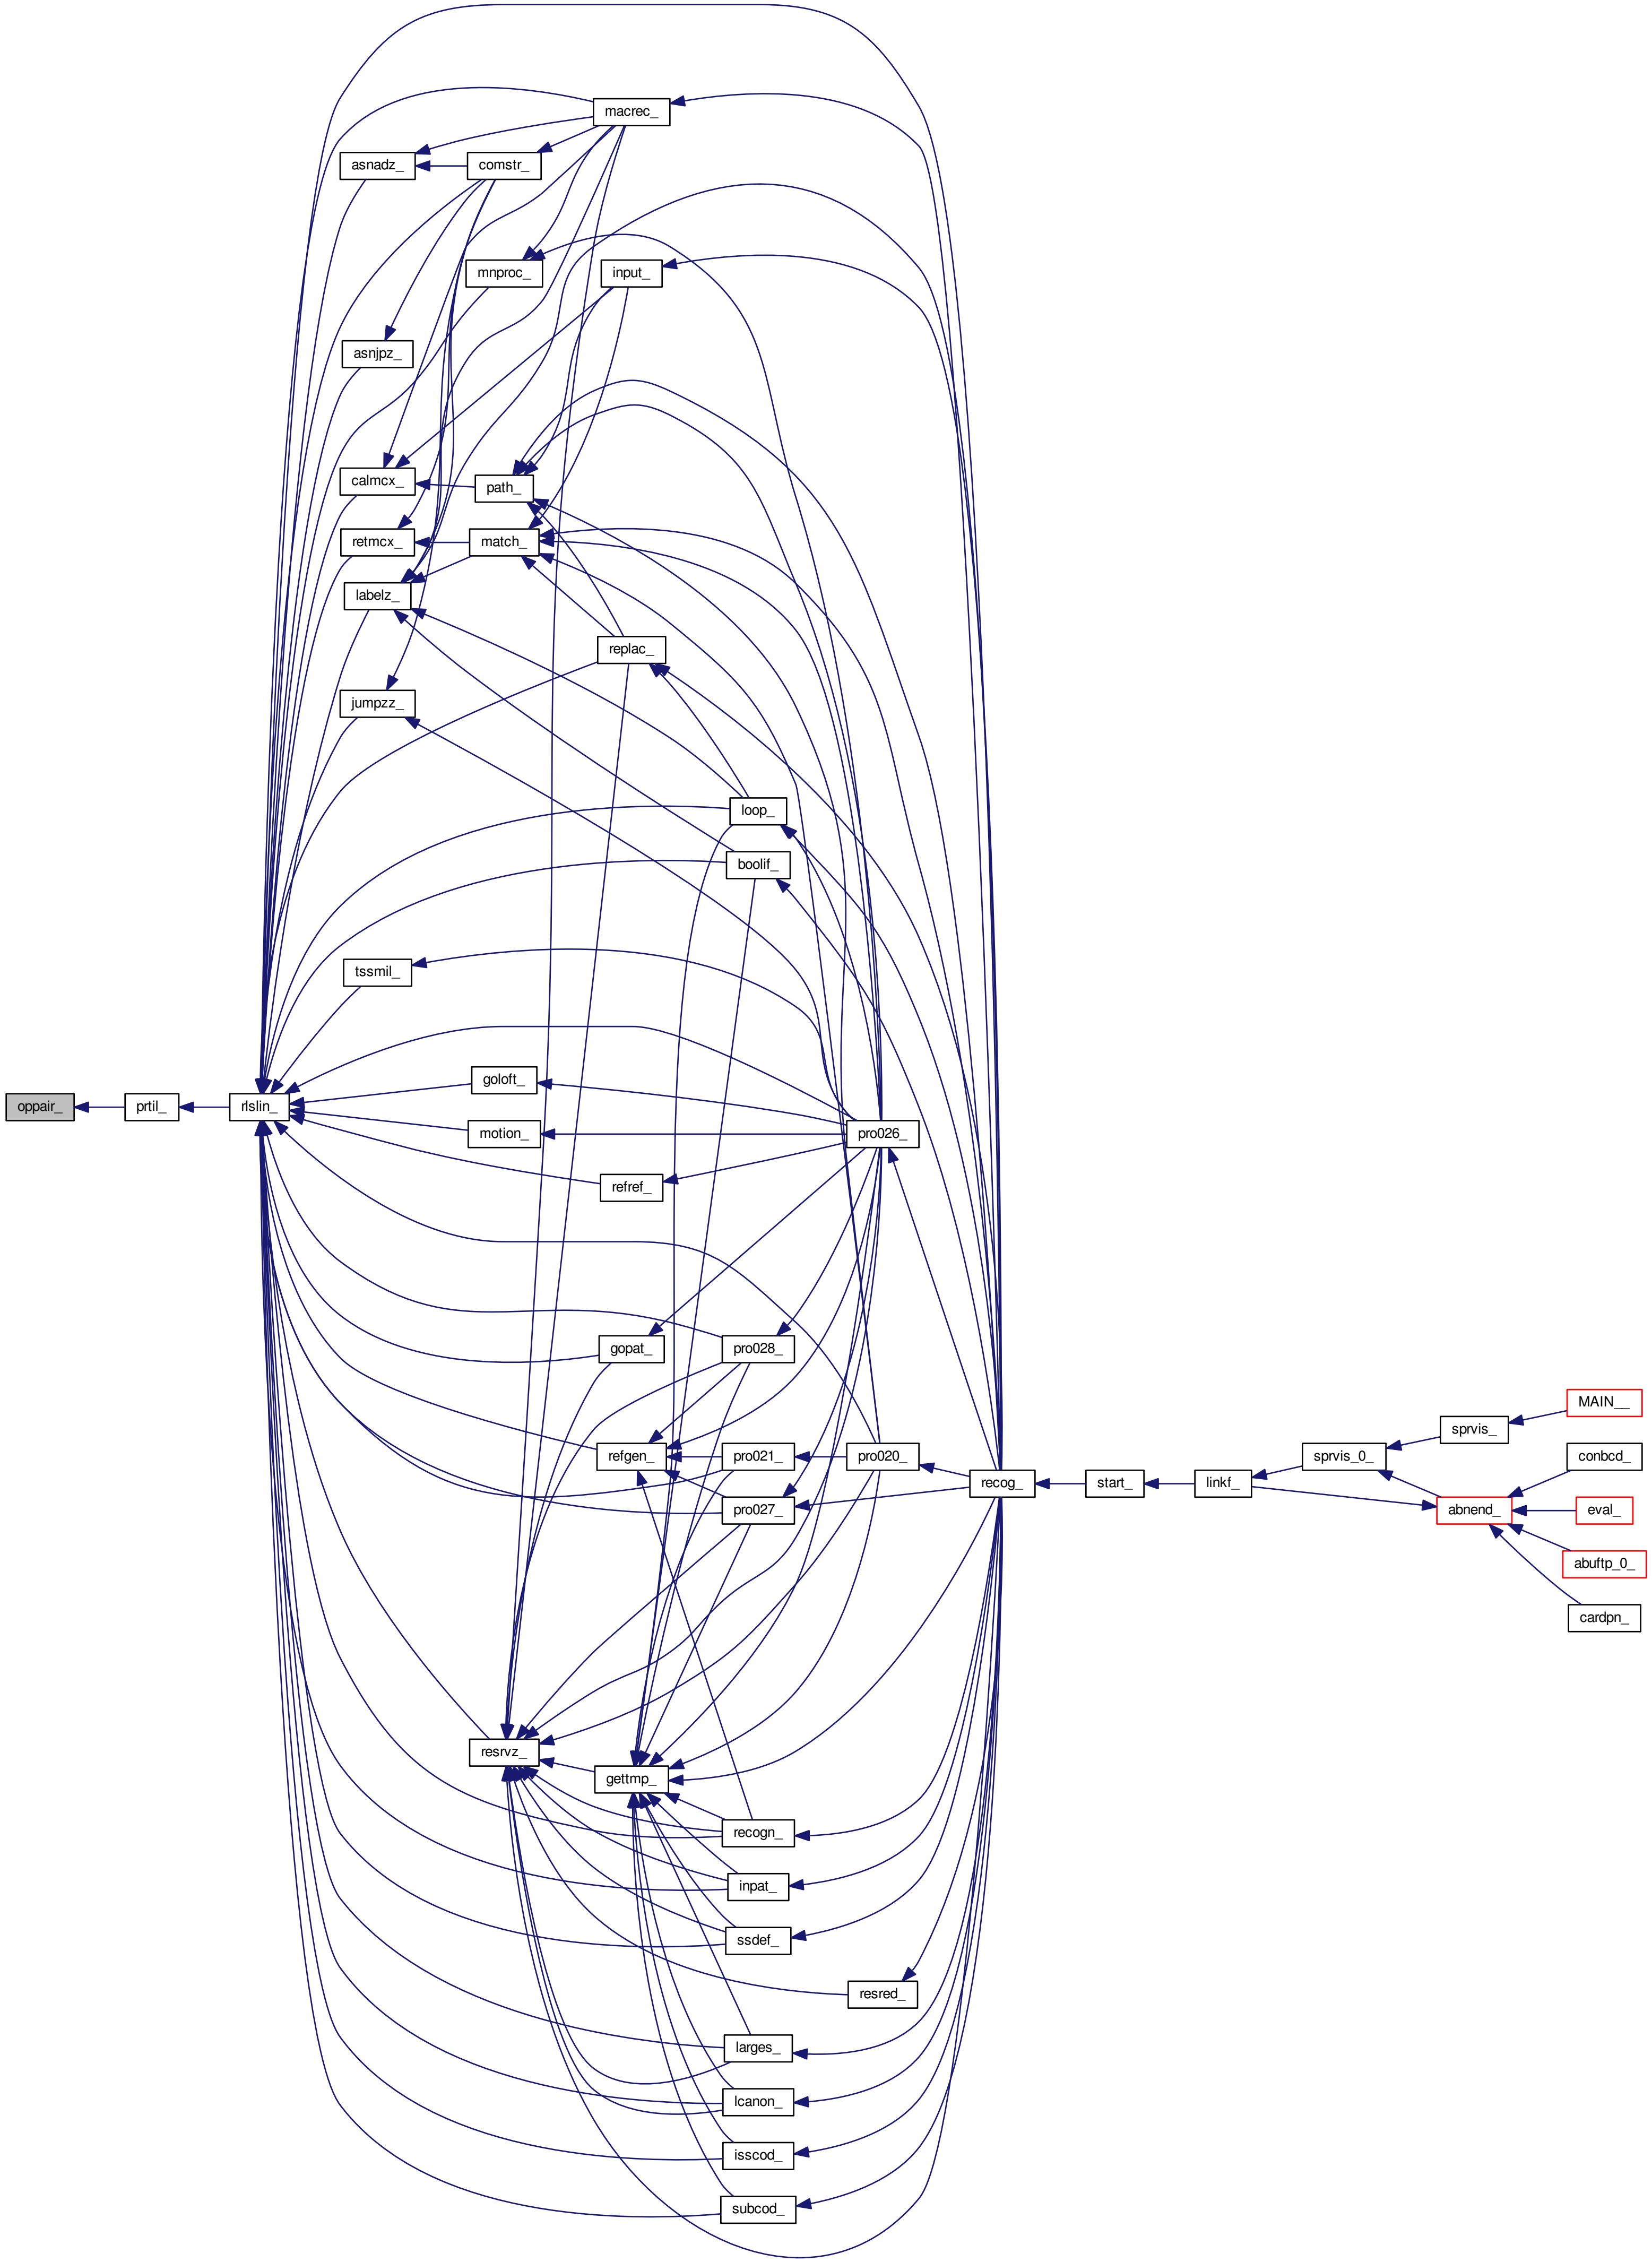 macrec_
asnadz_
comstr_
mnproc_
input_
asnjpz_
calmcx_
path_
retmcx_
match_
labelz_
replac_
jumpzz_
loop_
boolif_
tssmil_
goloft_
oppair_
prtil_
rlslin_
motion_
pro026_
refref_
gopat_
pro028_
MAIN__
sprvis_
refgen_
pro021_
pro020_
sprvis_0_
conbcd_
recog_
start_
linkf_
pro027_
abnend_
eval_
abuftp_0_
cardpn_
resrvz_
gettmp_
recogn_
inpat_
ssdef_
resred_
larges_
lcanon_
isscod_
subcod_